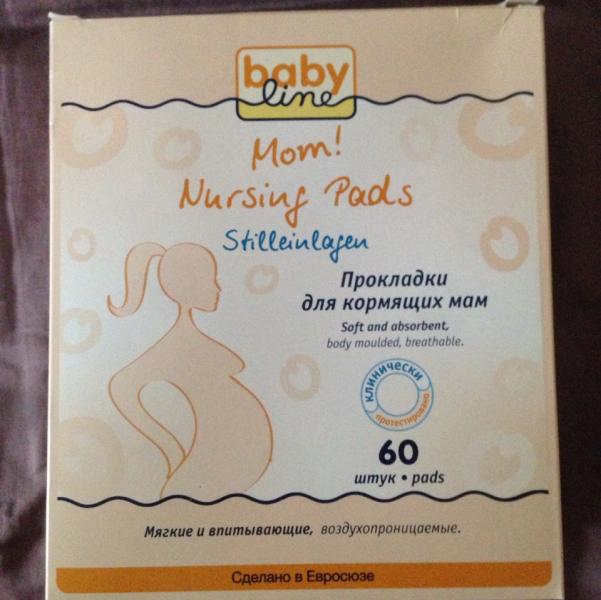 baby
line
Mom!
Nursing Pads
Stilleinlagen
Прокладки
для кормящих мам
Soft and absorbent,
body moulded, breathable.
клинически
протестировано
60
штук • pads
Мягкие и впитывающие, воздухопроницаемые.
Сделано в Евросоюзе